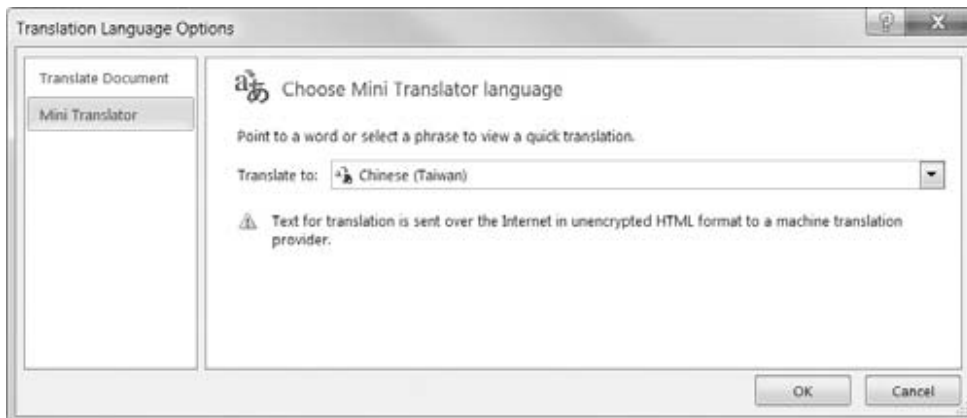 Translation Language Options
Translate Document
Mini Translator
Choose Mini Translator language
Point to a word or select a phrase to view a quick translation.
Translate to: Chinese (Taiwan)
Text for translation is sent over the Internet in unencrypted HTML format to a machine translation
provider.
OK Cancel